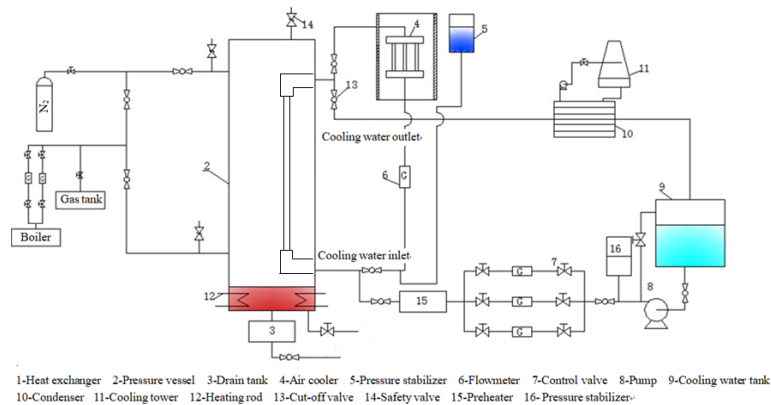 14
4
5
13
11
N2
Cooling water outlet
10
2
6
G
9
Gas tank
Boiler
Cooling water inlet
7
16
G
12
15
G
8
3
G
1-Heat exchanger 2-Pressure vessel 3-Drain tank 4-Air cooler 5-Pressure stabilizer 6-Flowmeter 7-Control valve 8-Pump 9-Cooling water tank
10-Condenser 11-Cooling tower 12-Heating rod 13-Cut-off valve 14-Safety valve 15-Preheater 16- Pressure stabilizer